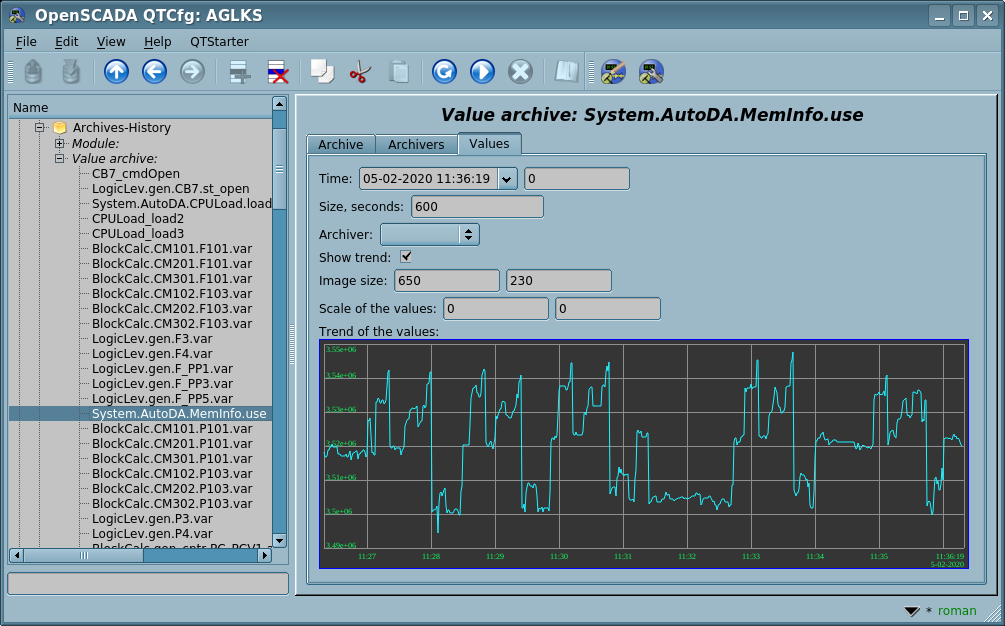 OpenSCADA QTCfg: AGLKS
File Edit View Help QTStarter
Name
Archives-History
Module:
Value archive:
CB7_cmdOpen
LogicLev.gen.CB7.st_open
System.AutoDA.CPULoad.load
CPULoad_load2
CPULoad_load3
BlockCalc.CM101.F101.var
BlockCalc.CM201.F101.var
BlockCalc.CM301.F101.var
BlockCalc.CM102.F103.var
BlockCalc.CM202.F103.var
BlockCalc.CM302.F103.var
LogicLev.gen.F3.var
LogicLev.gen.F4.var
LogicLev.gen.F_PP1.var
LogicLev.gen.F_PP3.var
LogicLev.gen.F_PP5.var
System.AutoDA.MemInfo.use
BlockCalc.CM101.P101.var
BlockCalc.CM201.P101.var
BlockCalc.CM301.P101.var
BlockCalc.CM102.P103.var
BlockCalc.CM202.P103.var
BlockCalc.CM302.P103.var
LogicLev.gen.P3.var
LogicLev.gen.P4.var
Value archive: System.AutoDA.MemInfo.use
Archive Archivers Values
Time: 05-02-2020 11:36:19 0
Size, seconds: 600
Archiver:
Show trend:
Image size: 650 230
Scale of the values: 0 0
Trend of the values:
3.55e+06
3.54e+06
3.53e+06
3.52e+06
3.51e+06
3.5e+06
3.49e+06
11:27 11:28 11:29 11:30 11:31 11:32 11:33 11:34 11:35 11:36:19
5-02-2020
* roman